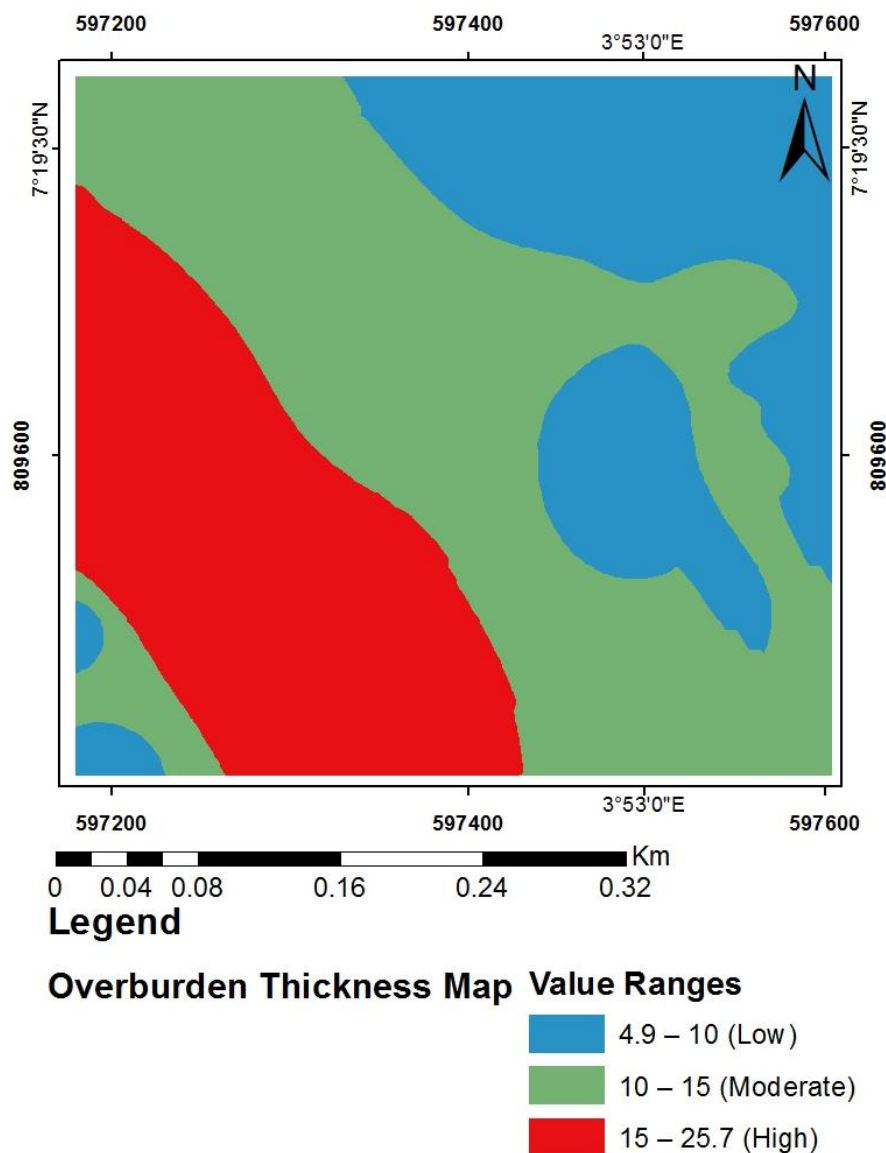 597200 597400 597600
3°53'0"E
N
7°19'30"N 7°19'30"N
809600 809600
3°53'0"E
597200 597400 597600
Km
0 0.04 0.08 0.16 0.24 0.32
Legend
Overburden Thickness Map Value Ranges
4.9 – 10 (Low)
10 – 15 (Moderate)
15 – 25.7 (High)